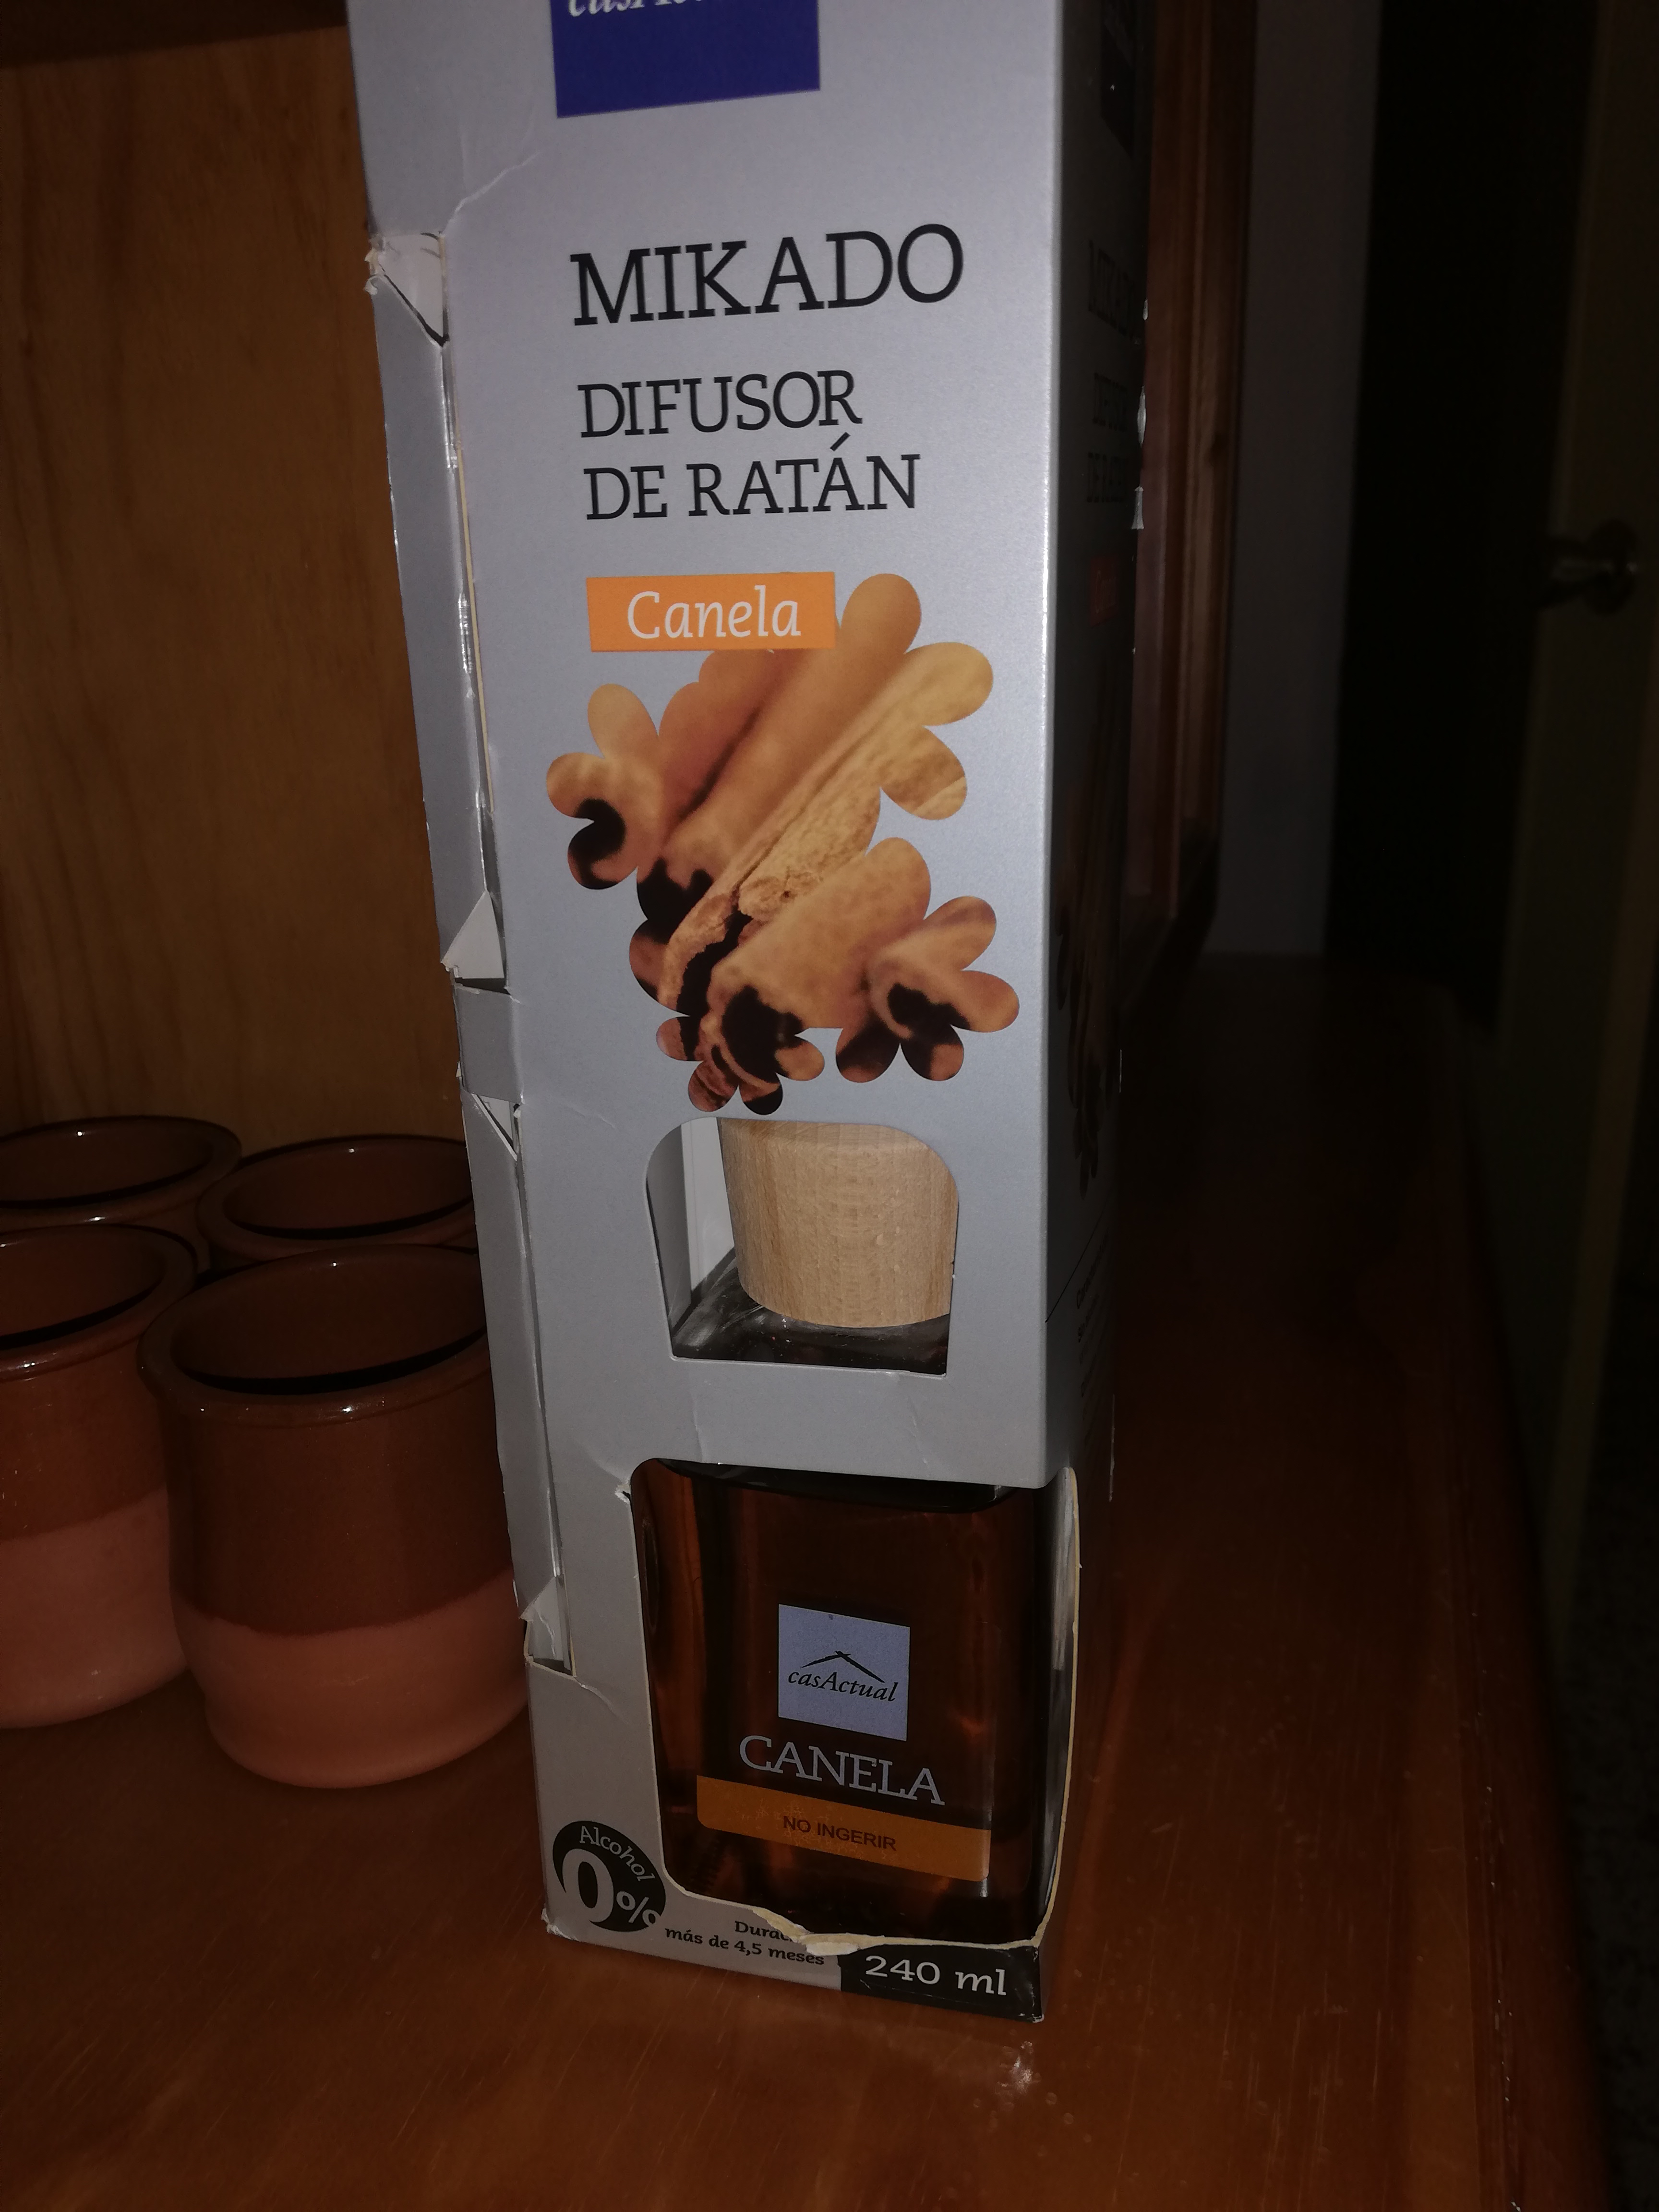 MIKADO
DIFUSOR
DE RATÁN
Canela
casActual
CANELA
NO INGERIR
Alcohol
0%
más de 4,5 meses
240 ml